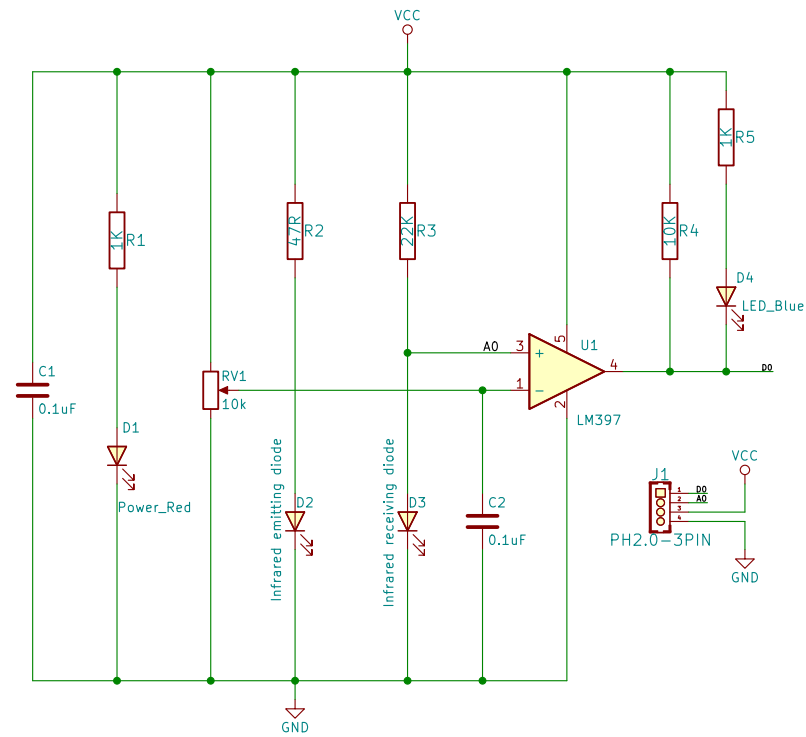 VCC
1K
R5
1K
R1
47R
R2
22K
R3
10K
R4
D4
LED_Blue
A0
3
+
5
U1
4
D0
1
−
2
LM397
C1
0.1uF
RV1
10k
D1
Power_Red
Infrared emitting diode
D2
Infrared receiving diode
D3
C2
0.1uF
VCC
J1
1
D0
2
A0
3
4
PH2.0-3PIN
GND
GND